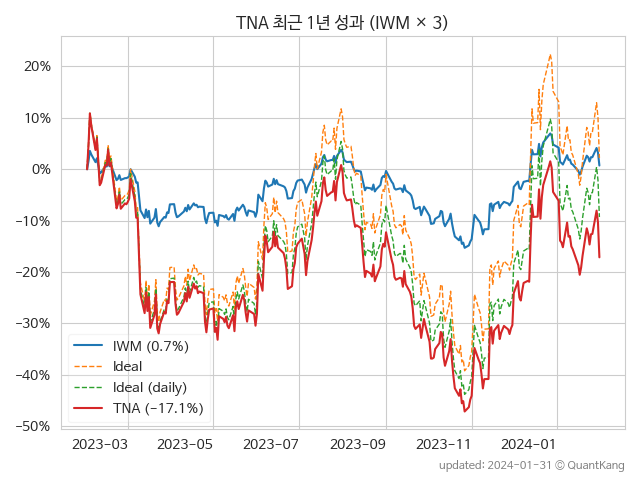 TNA 최근 1년 성과 (IWM × 3)
20%
10%
0%
−10%
−20%
−30%
−40%
−50%
IWM (0.7%)
Ideal
Ideal (daily)
TNA (−17.1%)
2023-03 2023-05 2023-07 2023-09 2023-11 2024-01
updated: 2024-01-31 © QuantKang